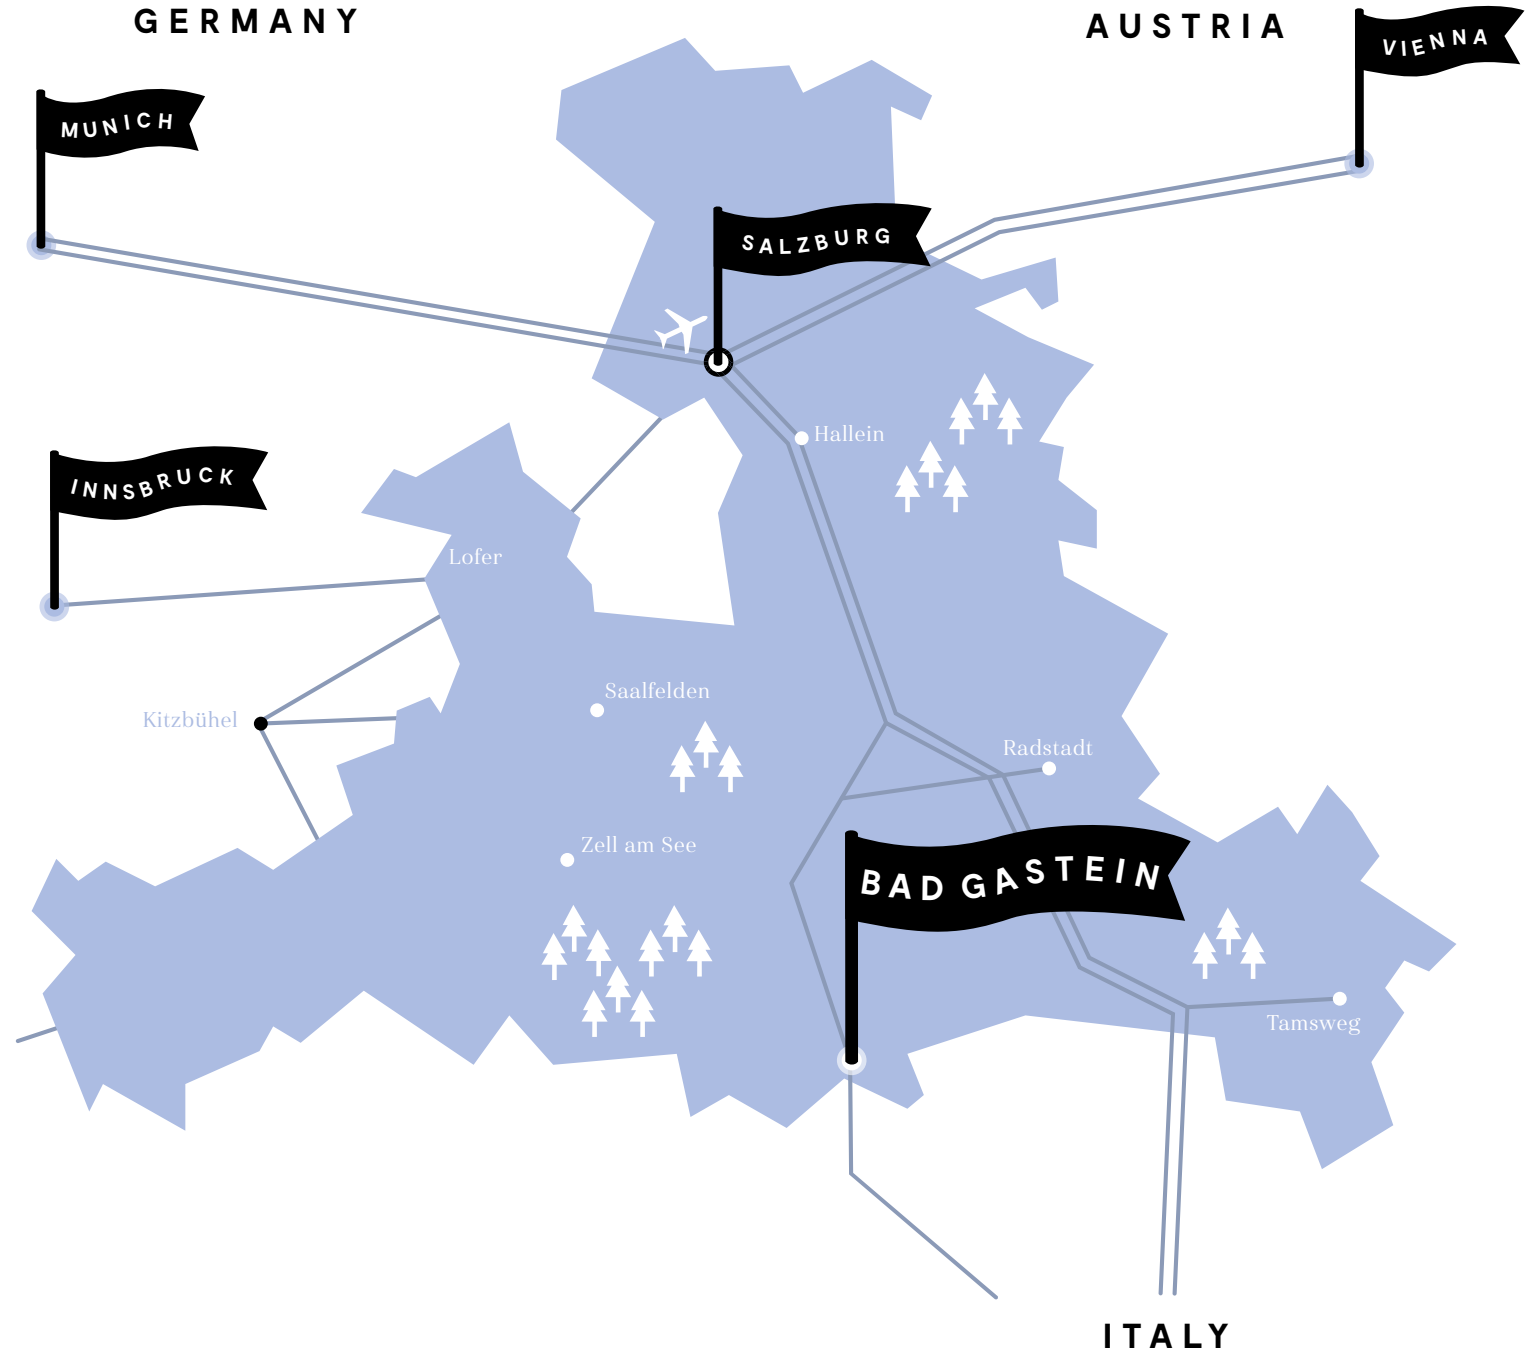 GERMANY
AUSTRIA
VIENNA
MUNICH
SALZBURG
Hallein
INNSBRUCK
Lofer
Saalfelden
Kitzbühel
Radstadt
Zell am See
BAD GASTEIN
Tamsweg
ITALY